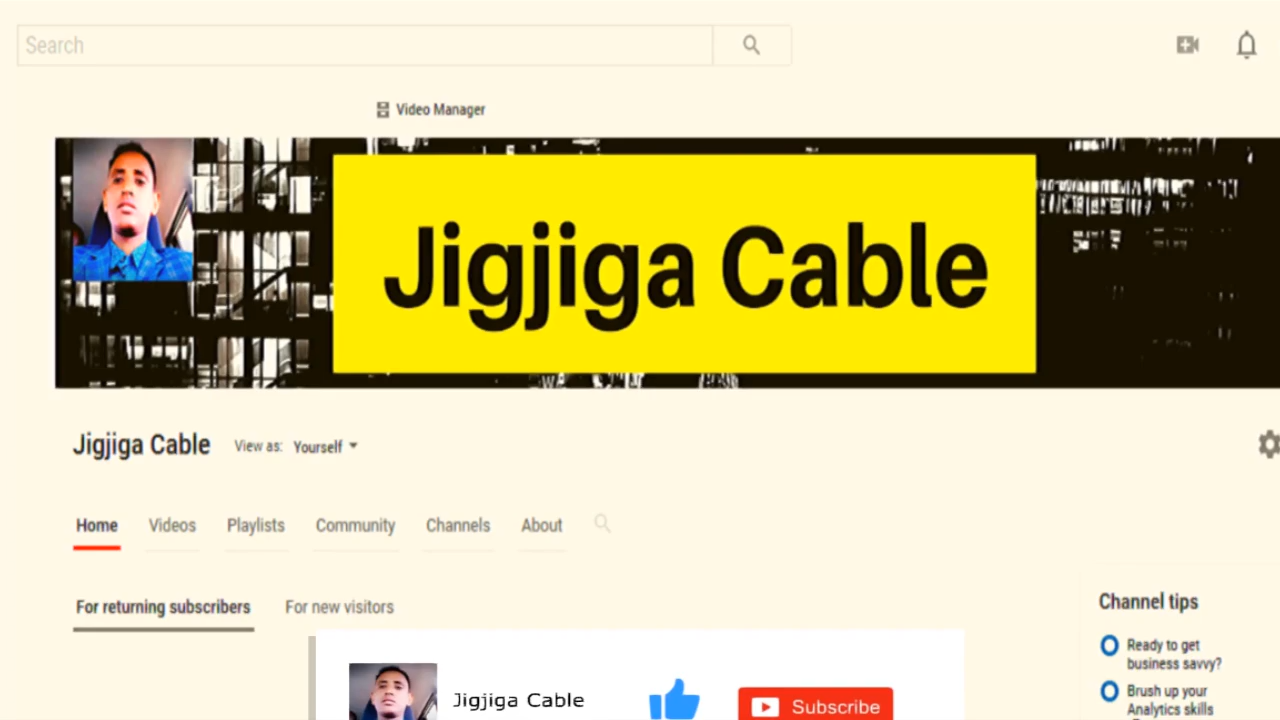 Search
Video Manager
Jigjiga Cable
Jigjiga Cable View as: Yourself
Home Videos Playlists Community Channels About
For returning subscribers For new visitors
Channel tips
Ready to get
business savvy?
Brush up your
Analytics skills
Jigjiga Cable Subscribe